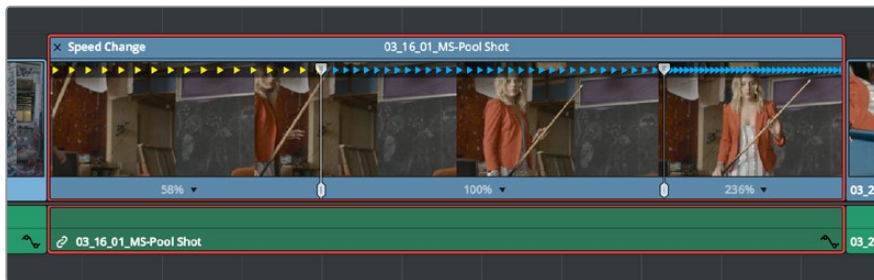 Speed Change 03_16_01_MS-Pool Shot
58% 100% 236% 03_2
03_16_01_MS-Pool Shot 03_2